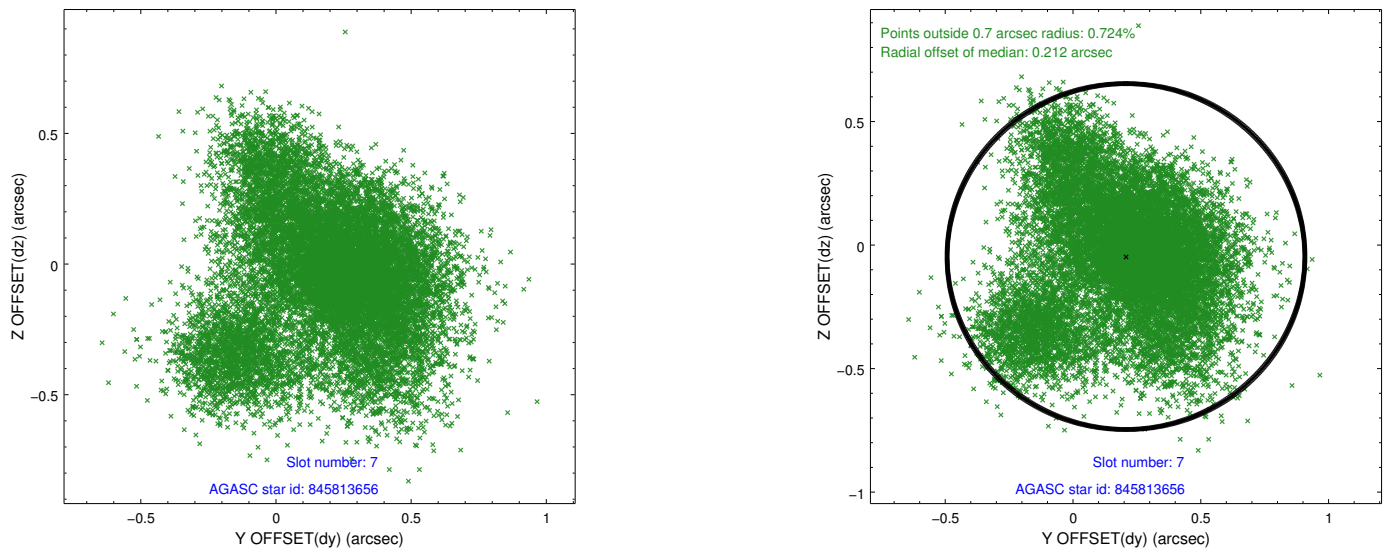 0.5
0
−0.5
−0.5
0
0.5
1
Z OFFSET(dz) (arcsec)
Y OFFSET(dy) (arcsec)
Slot number: 7
AGASC star id: 845813656
Points outside 0.7 arcsec radius: 0.724%
Radial offset of median: 0.212 arcsec
0.5
0
−0.5
−1
−0.5
0
0.5
1
Z OFFSET(dz) (arcsec)
Y OFFSET(dy) (arcsec)
Slot number: 7
AGASC star id: 845813656